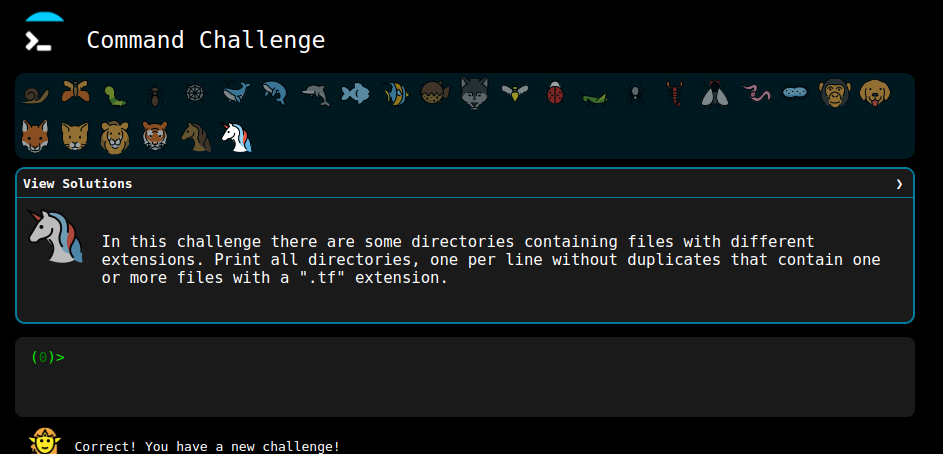 Command Challenge
View Solutions
In this challenge there are some directories containing files with different
extensions. Print all directories, one per line without duplicates that contain one
or more files with a ".tf" extension.
(0)>
Correct! You have a new challenge!